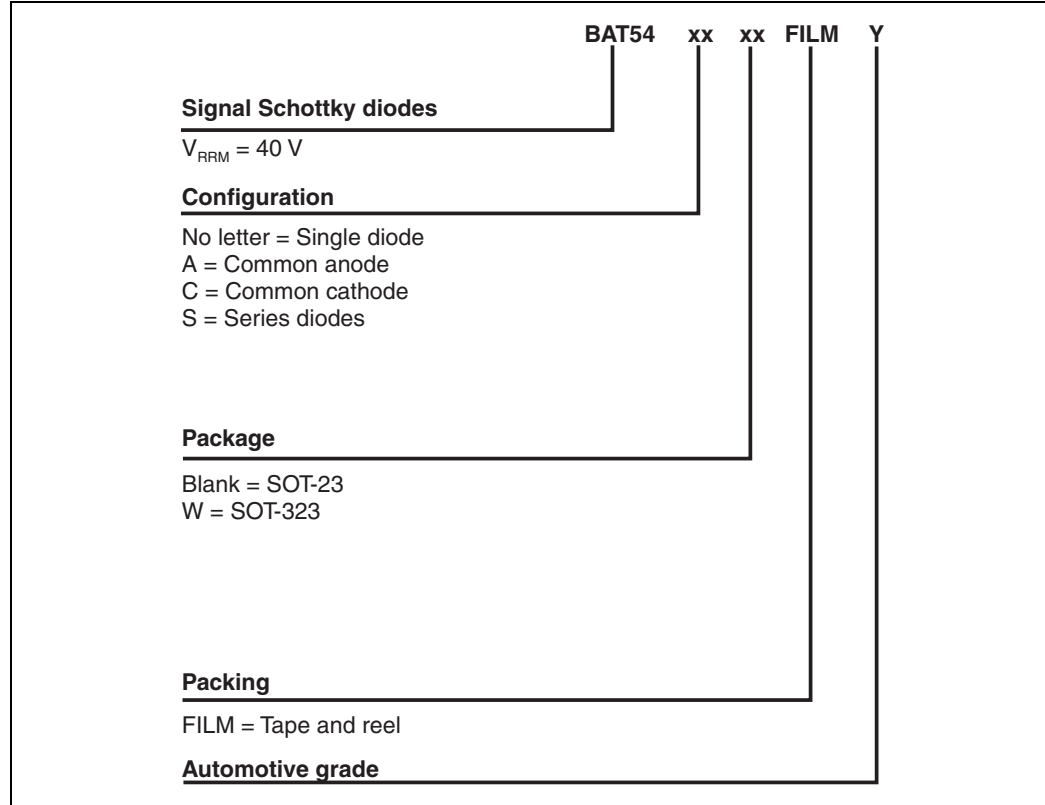 BAT54 xx xx FILM Y
Signal Schottky diodes
VRRM = 40 V
Configuration
No letter = Single diode
A = Common anode
C = Common cathode
S = Series diodes
Package
Blank = SOT-23
W = SOT-323
Packing
FILM = Tape and reel
Automotive grade